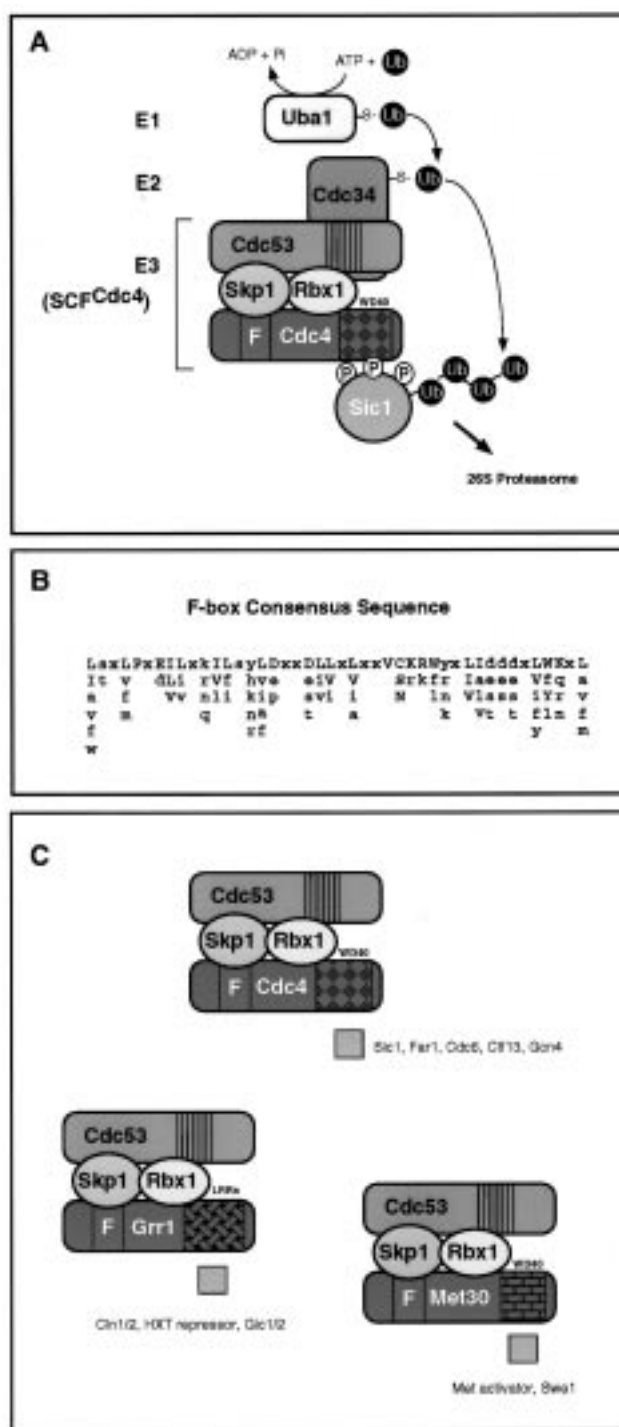 A
ADP + Pi
ATP + Ub
E1
Uba1
-S- Ub
E2
Cdc34
-S- Ub
E3
(SCFCdc4)
Cdc53
Skp1
Rbx1
WD40
F
Cdc4
P
P
P
Sic1
Ub
Ub
Ub
Ub
26S Proteasome
B
F-box Consensus Sequence
C
Cdc53
Skp1
Rbx1
WD40
F
Cdc4
Sic1, Far1, Cdc6, Ctf13, Gcn4
Cdc53
Skp1
Rbx1
LRRs
F
Grr1
Cln1/2, HXT repressor, Gic1/2
Cdc53
Skp1
Rbx1
WD40
F
Met30
Met activator, Swe1